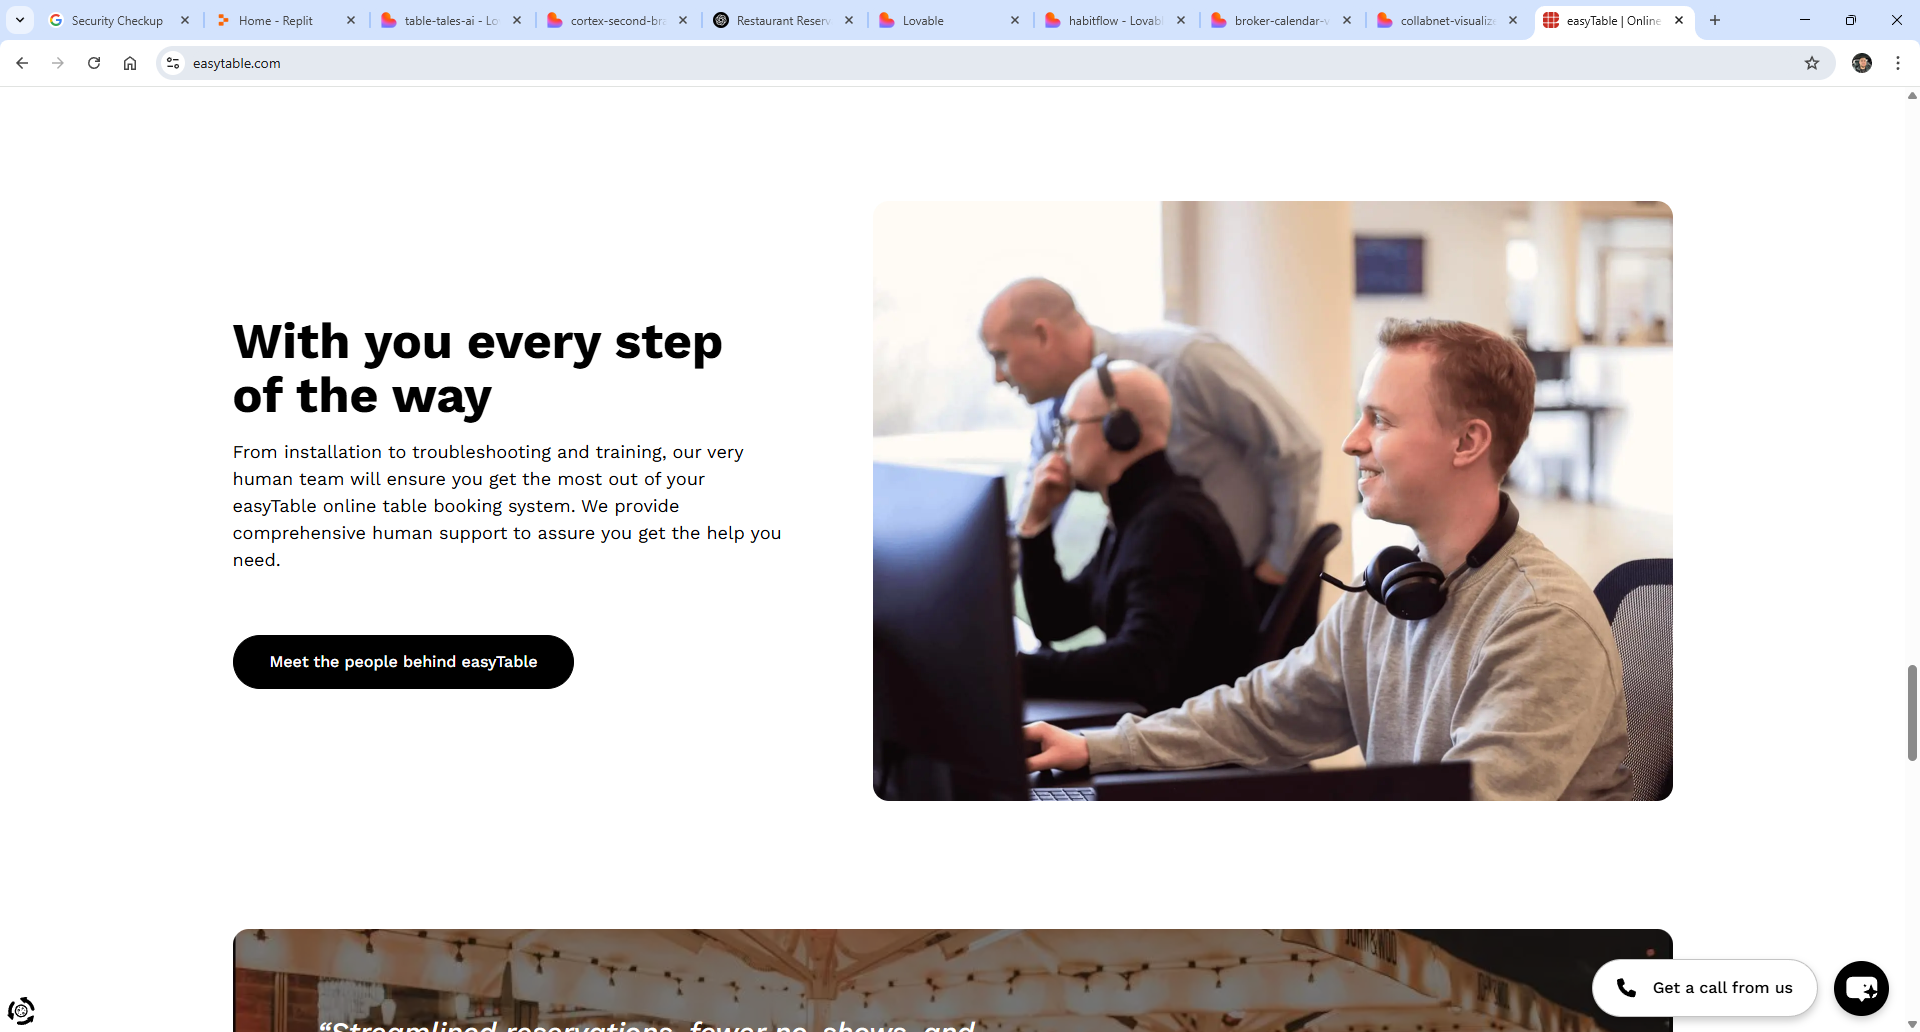 Security Checkup
Home - Replit
table-tales-ai - Lo
cortex-second-bra
Restaurant Reserv
Lovable
habitflow - Lovabl
broker-calendar-v
collabnet-visualize
easyTable | Online
easytable.com
With you every step
of the way
From installation to troubleshooting and training, our very
human team will ensure you get the most out of your
easyTable online table booking system. We provide
comprehensive human support to assure you get the help you
need.
Meet the people behind easyTable
“Streamlined reservations, fewer no-shows, and
Get a call from us